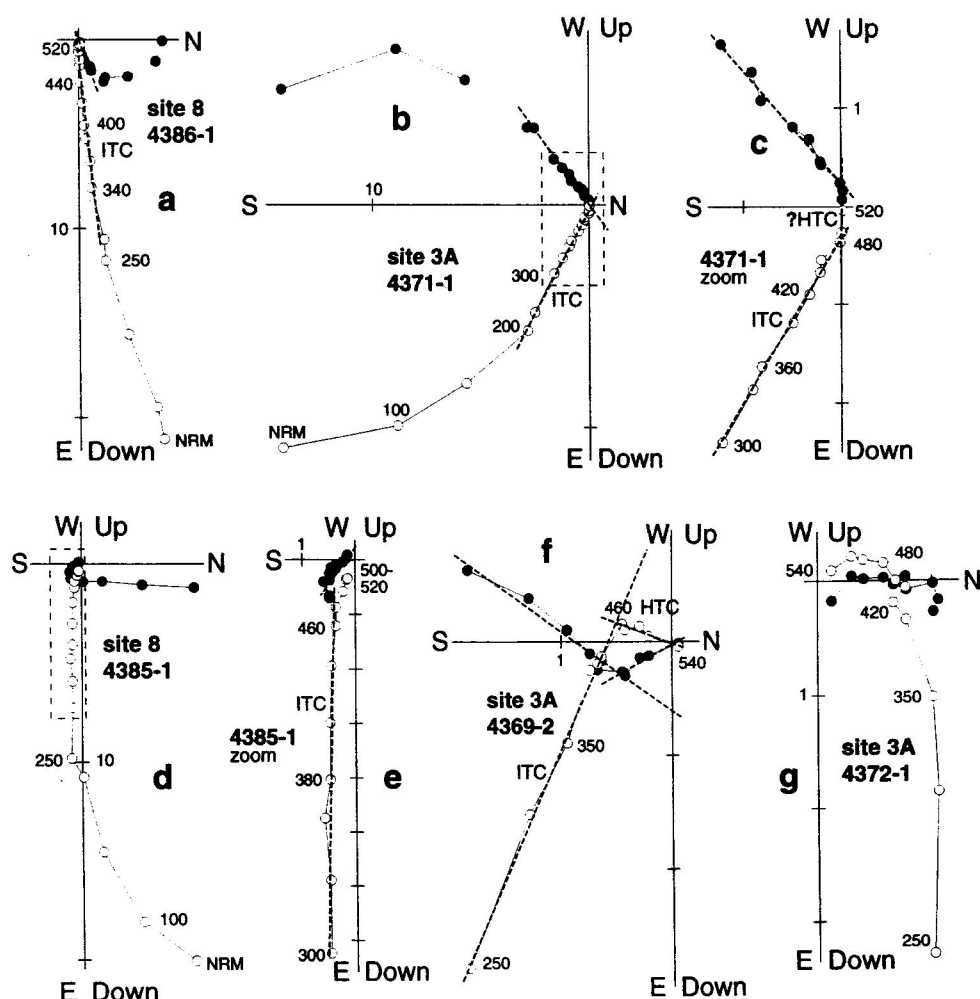 520
N
440
site 8
4386-1
400
ITC
340
a
10
250
NRM
E Down
W Up
b
10
S
N
site 3A
4371-1
300
ITC
200
100
NRM
E Down
W Up
1
c
S
N
?HTC
520
480
4371-1
zoom
420
ITC
360
300
E Down
W Up
S
N
site 8
4385-1
250
10
d
100
NRM
E Down
W Up
S
1
N
500
520
460
ITC
4385-1
zoom
380
e
300
E Down
f
W Up
460 HTC
S
N
1
540
site 3A
4369-2
350
ITC
250
E Down
W Up
480
540
N
420
350
1
site 3A
4372-1
g
250
E Down